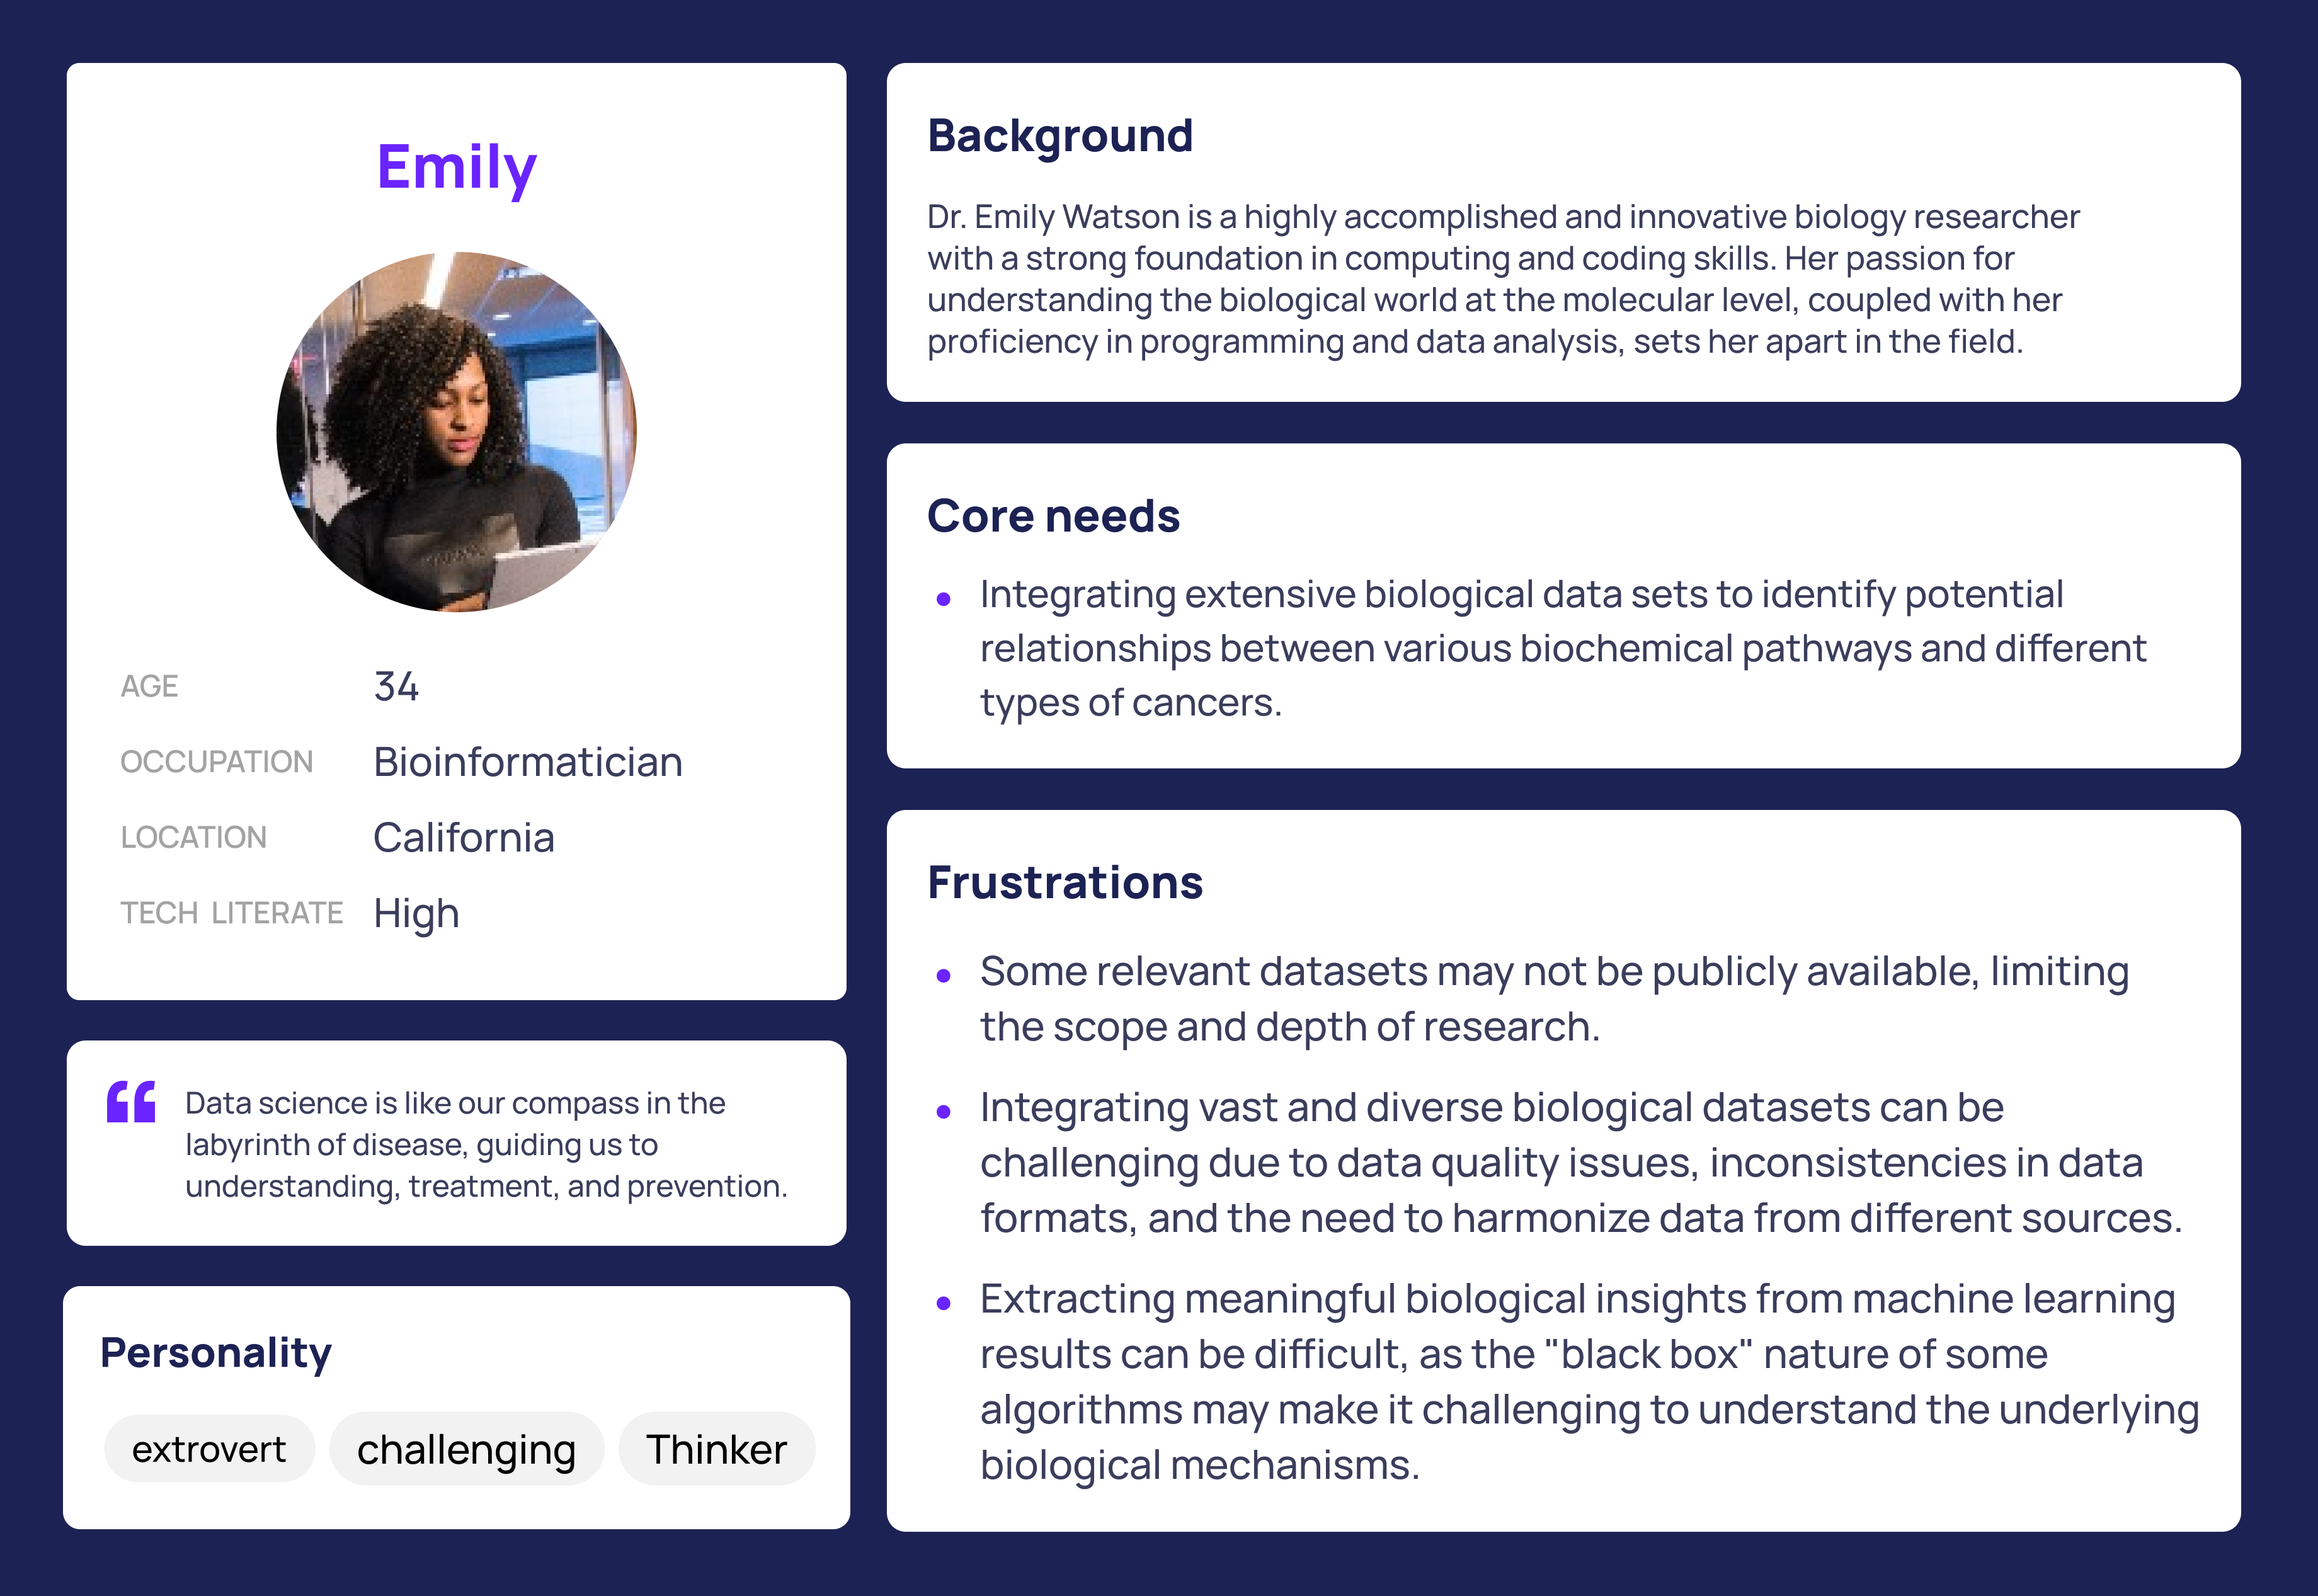 Emily
AGE 34
OCCUPATION Bioinformatician
LOCATION California
TECH LITERATE High
Data science is like our compass in the
labyrinth of disease, guiding us to
understanding, treatment, and prevention.
Personality
extrovert challenging Thinker
Background
Dr. Emily Watson is a highly accomplished and innovative biology researcher
with a strong foundation in computing and coding skills. Her passion for
understanding the biological world at the molecular level, coupled with her
proficiency in programming and data analysis, sets her apart in the field.
Core needs
• Integrating extensive biological data sets to identify potential
relationships between various biochemical pathways and different
types of cancers.
Frustrations
• Some relevant datasets may not be publicly available, limiting
the scope and depth of research.
• Integrating vast and diverse biological datasets can be
challenging due to data quality issues, inconsistencies in data
formats, and the need to harmonize data from different sources.
• Extracting meaningful biological insights from machine learning
results can be difficult, as the "black box" nature of some
algorithms may make it challenging to understand the underlying
biological mechanisms.